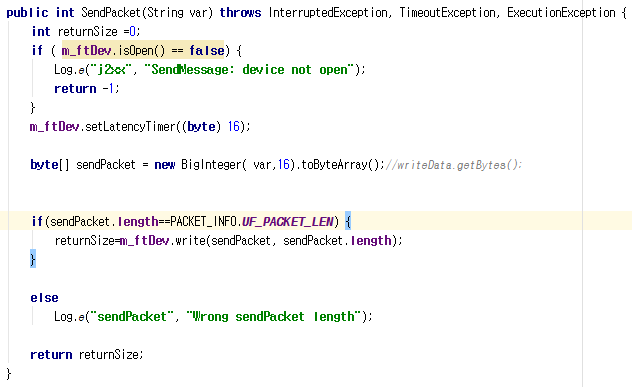 public int SendPacket(String var) throws InterruptedException, TimeoutException, ExecutionException {
int returnSize =0;
if ( m_ftDev.isOpen() == false) {
Log.e("j2xx", "SendMessage: device not open");
return -1;
}
m_ftDev.setLatencyTimer((byte) 16);
byte[] sendPacket = new BigInteger( var,16).toByteArray();//writeData.getBytes();
if(sendPacket.length==PACKET_INFO.UF_PACKET_LEN) {
returnSize=m_ftDev.write(sendPacket, sendPacket.length);
}
else
Log.e("sendPacket", "Wrong sendPacket length");
return returnSize;
}